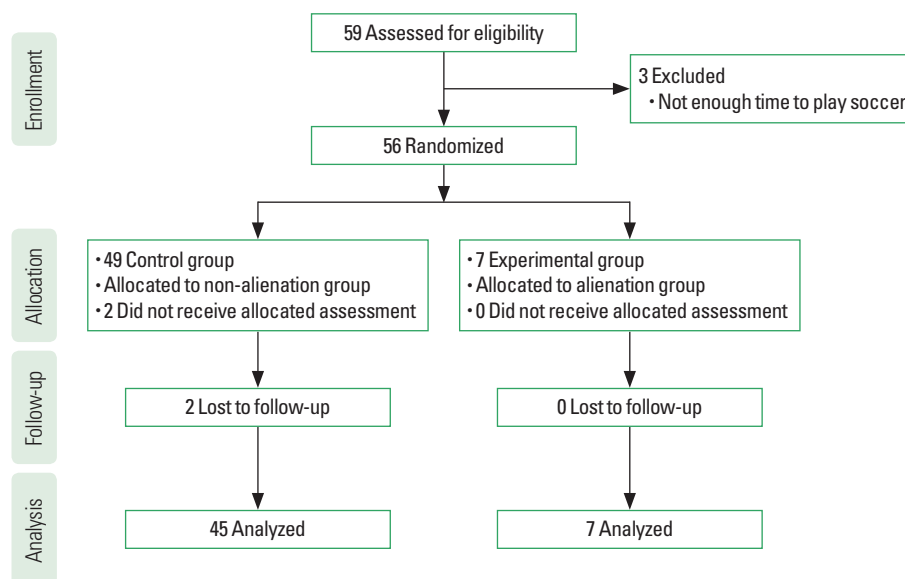 Enrollment
59 Assessed for eligibility
3 Excluded
• Not enough time to play soccer
56 Randomized
Allocation
• 49 Control group
• Allocated to non-alienation group
• 2 Did not receive allocated assessment
• 7 Experimental group
• Allocated to alienation group
• 0 Did not receive allocated assessment
Follow-up
2 Lost to follow-up
0 Lost to follow-up
Analysis
45 Analyzed
7 Analyzed